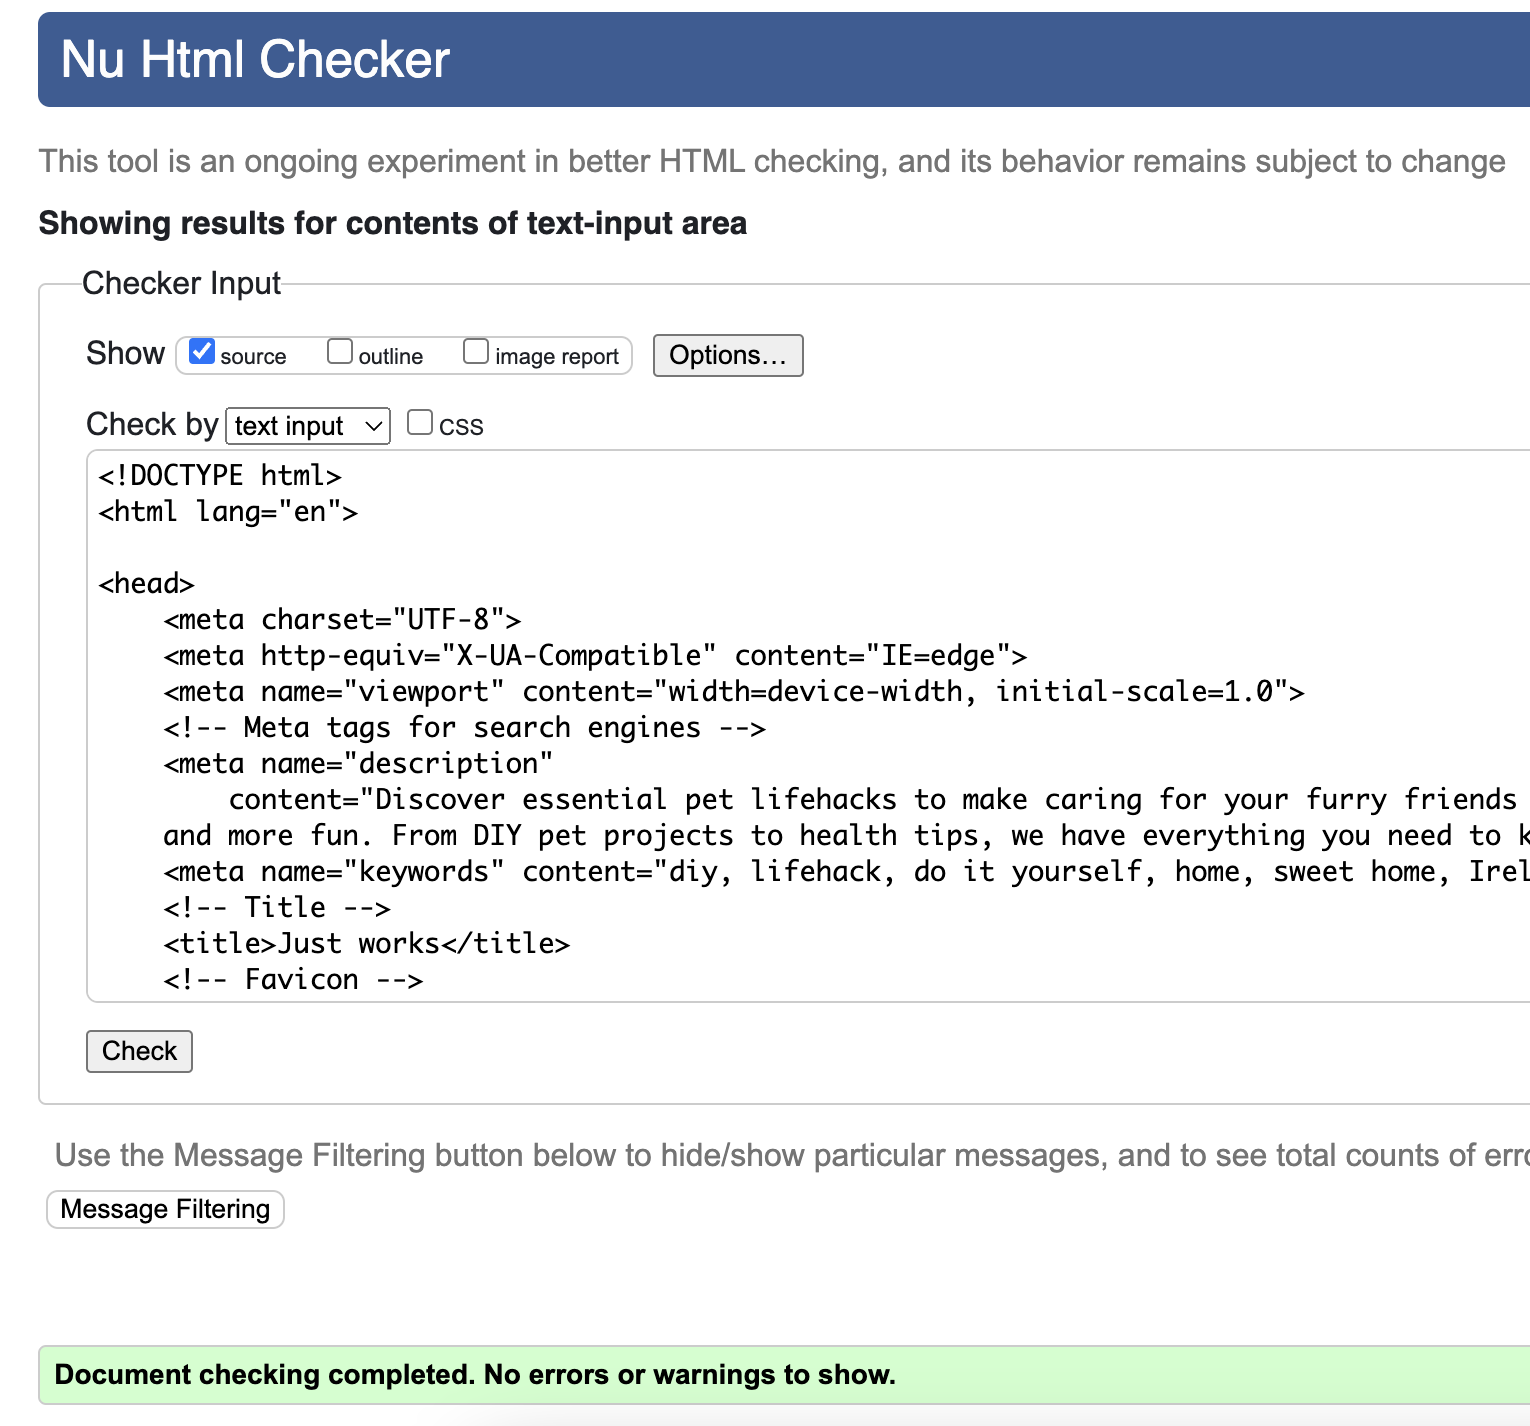 Nu Html Checker
This tool is an ongoing experiment in better HTML checking, and its behavior remains subject to change
Showing results for contents of text-input area
Checker Input
Show source outline image report Options...
Check by text input CSS
<!DOCTYPE html>
<html lang="en">
<head>
<meta charset="UTF-8">
<meta http-equiv="X-UA-Compatible" content="IE=edge">
<meta name="viewport" content="width=device-width, initial-scale=1.0">
<!-- Meta tags for search engines -->
<meta name="description"
content="Discover essential pet lifehacks to make caring for your furry friends
and more fun. From DIY pet projects to health tips, we have everything you need to
<meta name="keywords" content="diy, lifehack, do it yourself, home, sweet home,
<!-- Title -->
<title>Just works</title>
<!-- Favicon -->
Check
Use the Message Filtering button below to hide/show particular messages, and to see total counts of
Message Filtering
Document checking completed. No errors or warnings to show.